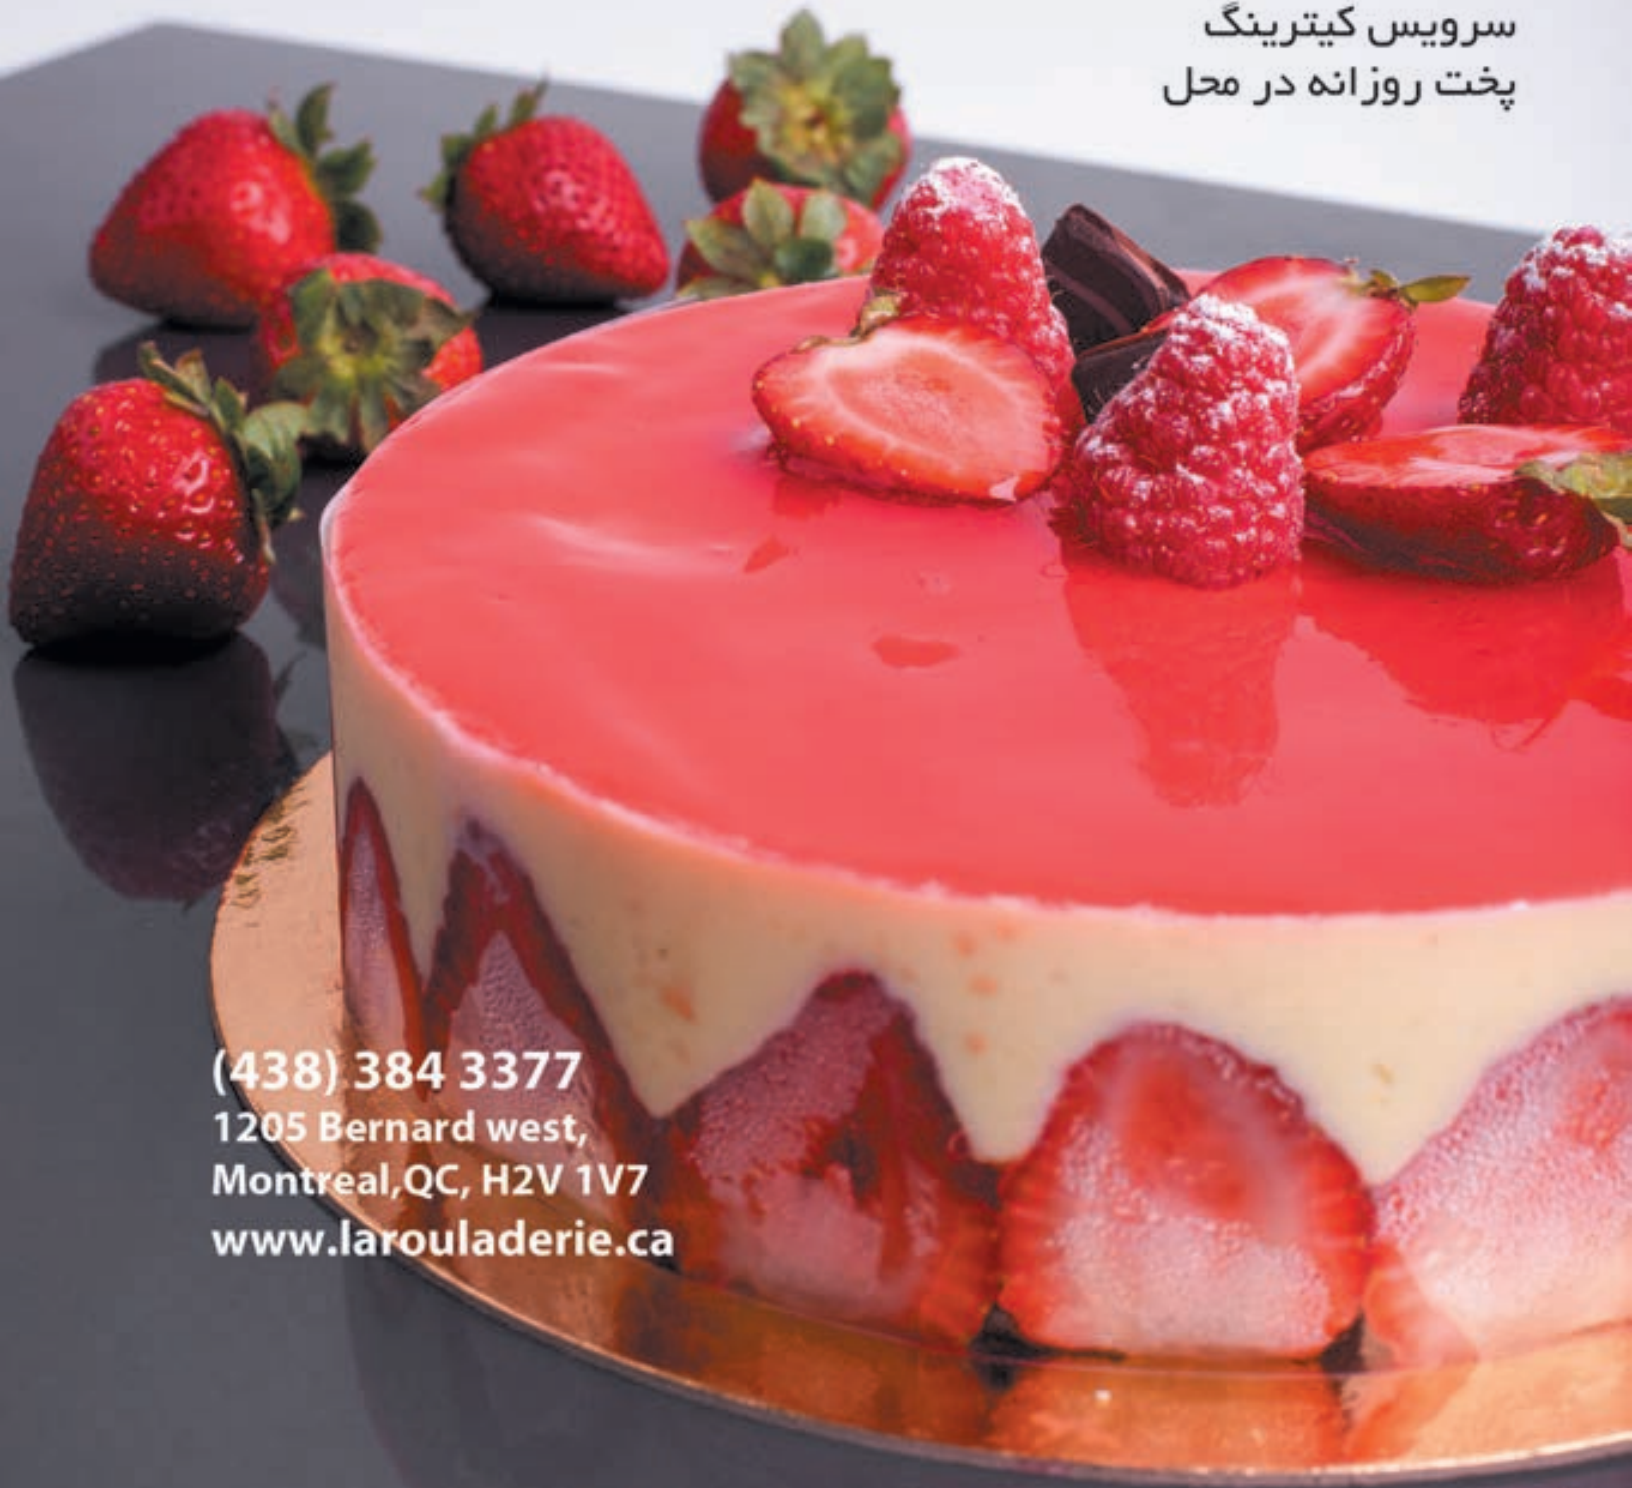 سرویس کیترینگ
پخت روزانه در محل
(438) 384 3377
1205 Bernard west,
Montreal,QC, H2V 1V7
www.larouladerie.ca